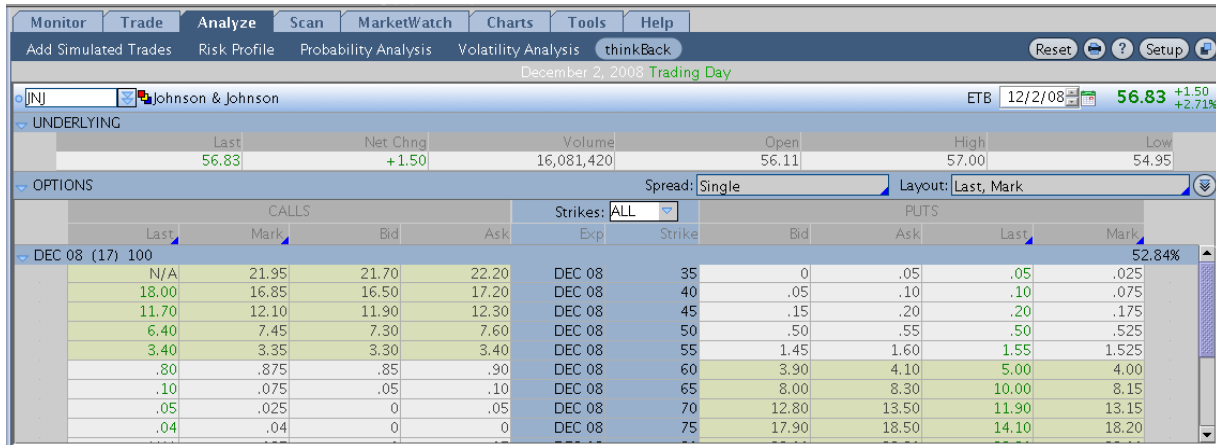 Monitor Trade Analyze Scan MarketWatch Charts Tools Help
Add Simulated Trades Risk Profile Probability Analysis Volatility Analysis thinkBack Reset ? Setup
December 2, 2008 Trading Day
JNJ Johnson & Johnson ETB 12/2/08 56.83 +1.50 +2.71%
UNDERLYING
Last Net Chng Volume Open High Low
56.83 +1.50 16,081,420 56.11 57.00 54.95
OPTIONS Spread: Single Layout: Last, Mark
CALLS Strikes: ALL PUTS
Last Mark Bid Ask Exp Strike Bid Ask Last Mark
DEC 08 (17) 100 52.84%
N/A 21.95 21.70 22.20 DEC 08 35 0 .05 .05 .025
18.00 16.85 16.50 17.20 DEC 08 40 .05 .10 .10 .075
11.70 12.10 11.90 12.30 DEC 08 45 .15 .20 .20 .175
6.40 7.45 7.30 7.60 DEC 08 50 .50 .55 .50 .525
3.40 3.35 3.30 3.40 DEC 08 55 1.45 1.60 1.55 1.525
.80 .875 .85 .90 DEC 08 60 3.90 4.10 5.00 4.00
.10 .075 .05 .10 DEC 08 65 8.00 8.30 10.00 8.15
.05 .025 0 .05 DEC 08 70 12.80 13.50 11.90 13.15
.04 .04 0 0 DEC 08 75 17.90 18.50 14.10 18.20